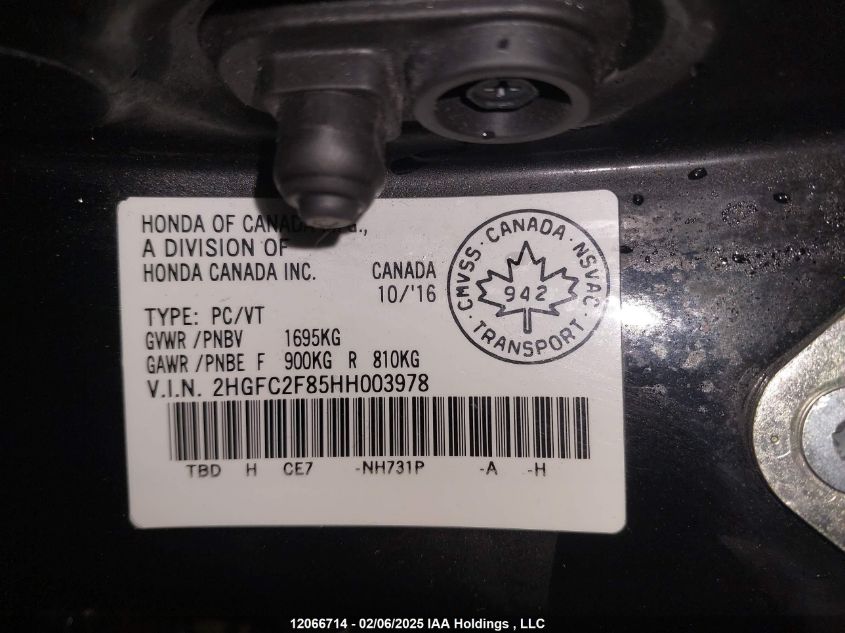 HONDA OF CANADA
A DIVISION OF
HONDA CANADA INC.
CANADA
10/'16
CMVSS · CANADA · NSVAC
942
· TRANSPORT ·
TYPE: PC/VT
GVWR /PNBV 1695KG
GAWR /PNBE F 900KG R 810KG
V.I.N. 2HGFC2F85HH003978
TBD H CE7 -NH731P -A -H
12066714 - 02/06/2025 IAA Holdings , LLC